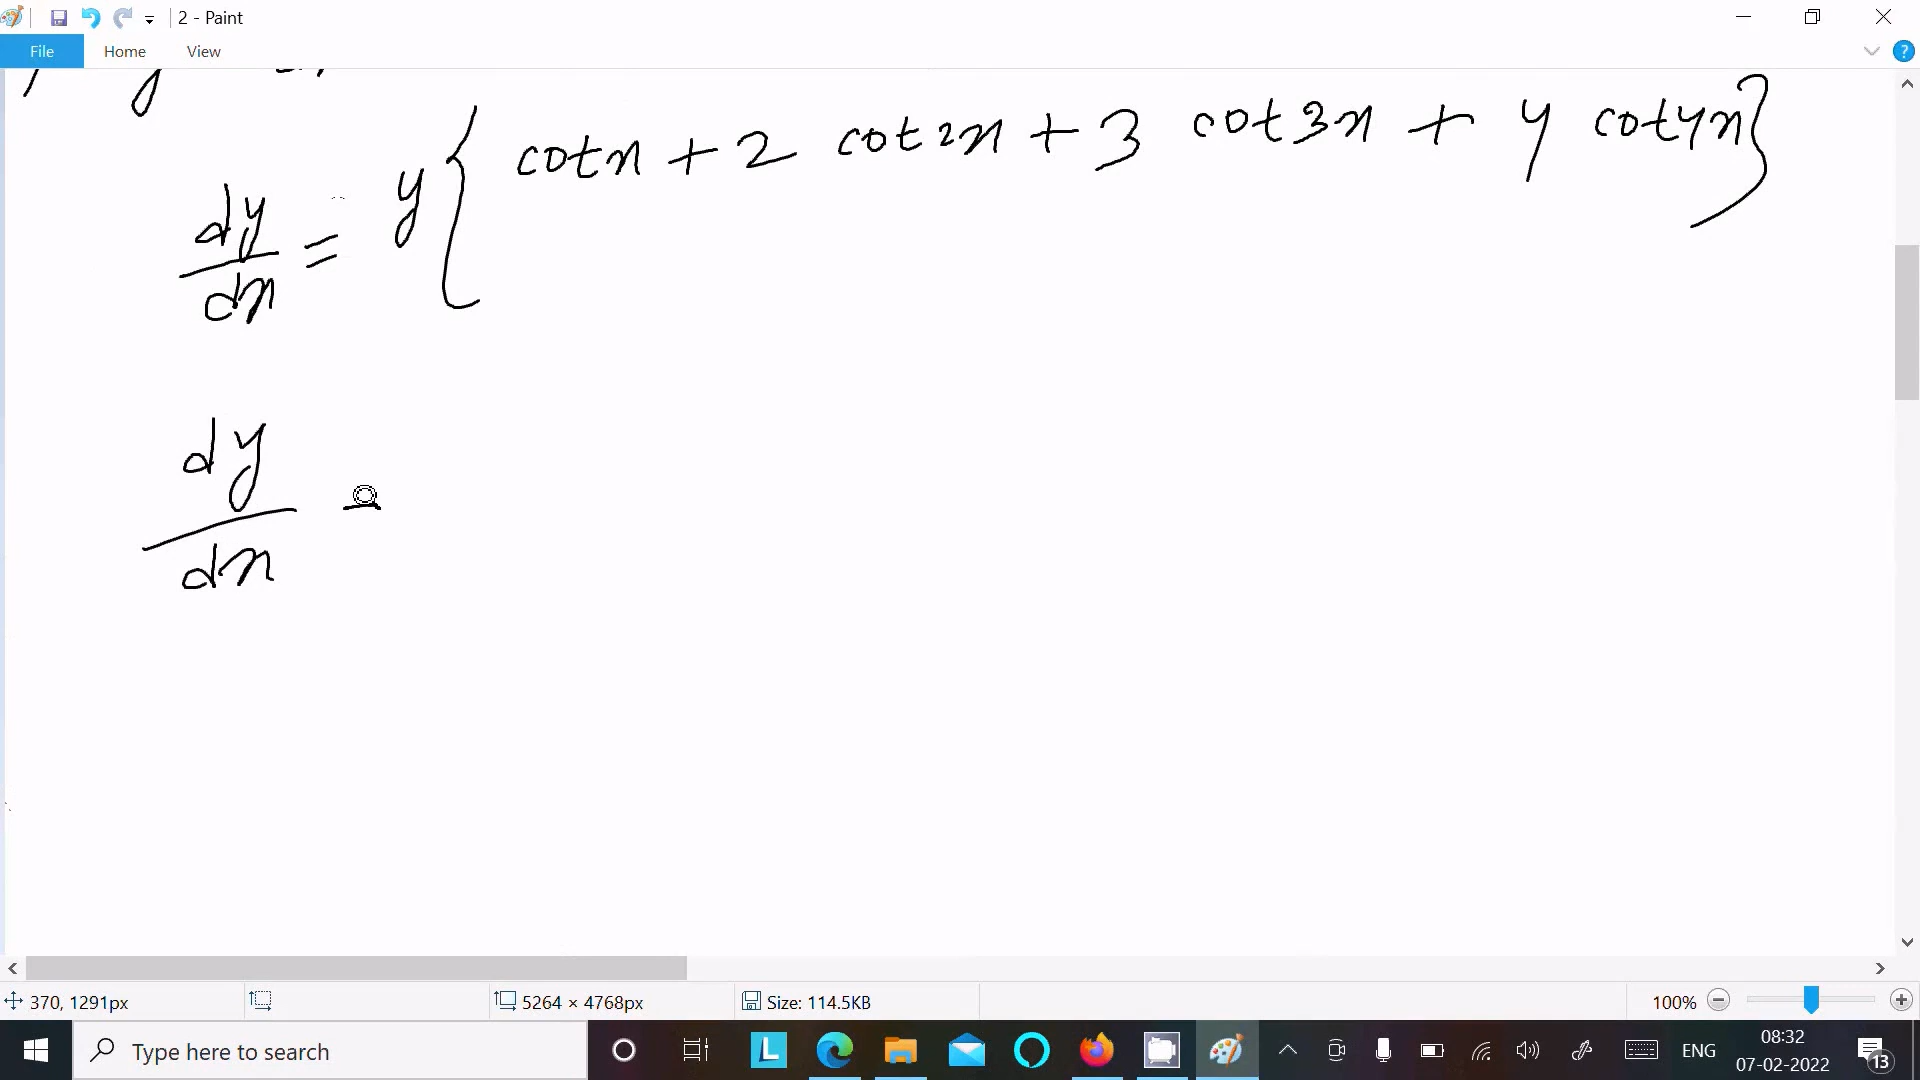 2 - Paint
File Home View
dy/dx = y{cotx + 2 cot2x + 3 cot3x + 4 cot4x}
dy/dx
370, 1291px 5264 × 4768px Size: 114.5KB 100%
Type here to search L ENG 08:32
07-02-2022 13